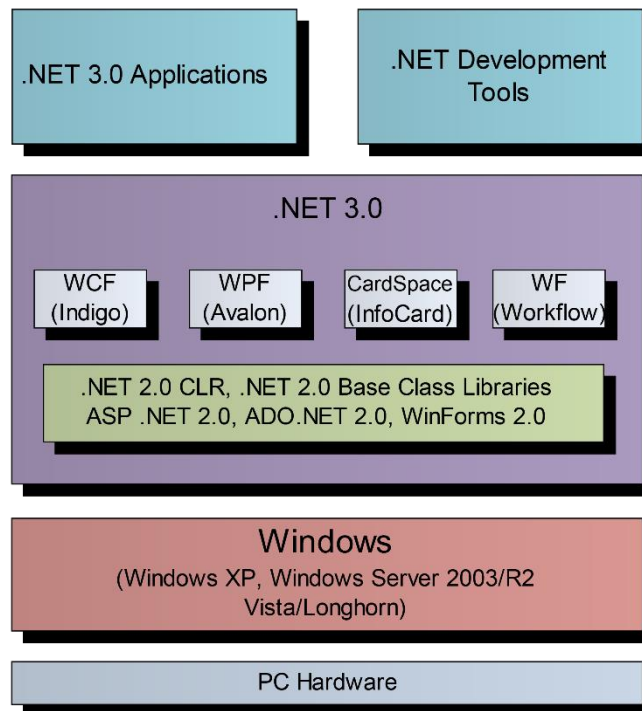 .NET 3.0 Applications
.NET Development
Tools
.NET 3.0
WCF
(Indigo)
WPF
(Avalon)
CardSpace
(InfoCard)
WF
(Workflow)
.NET 2.0 CLR, .NET 2.0 Base Class Libraries
ASP .NET 2.0, ADO.NET 2.0, WinForms 2.0
Windows
(Windows XP, Windows Server 2003/R2
Vista/Longhorn)
PC Hardware